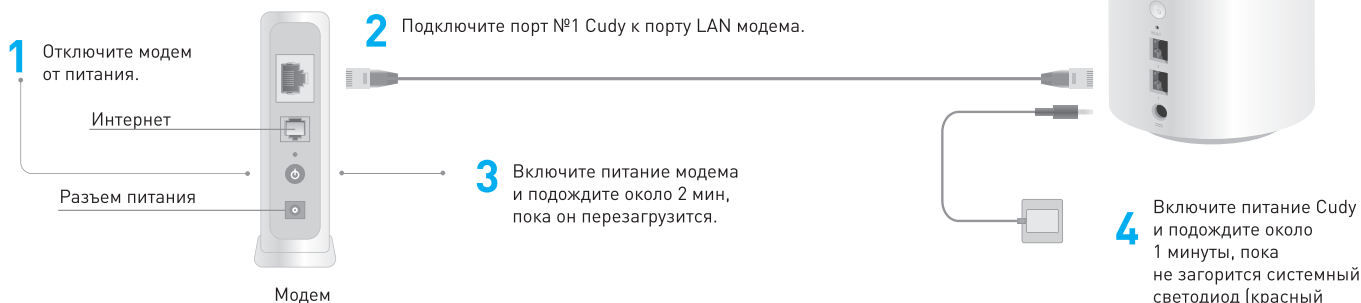 1
Отключите модем
от питания.
Интернет
Разъем питания
Модем
2
Подключите порт №1 Cudy к порту LAN модема.
3
Включите питание модема
и подождите около 2 мин,
пока он перезагрузится.
4
Включите питание Cudy
и подождите около
1 минуты, пока
не загорится системный
светодиод (красный